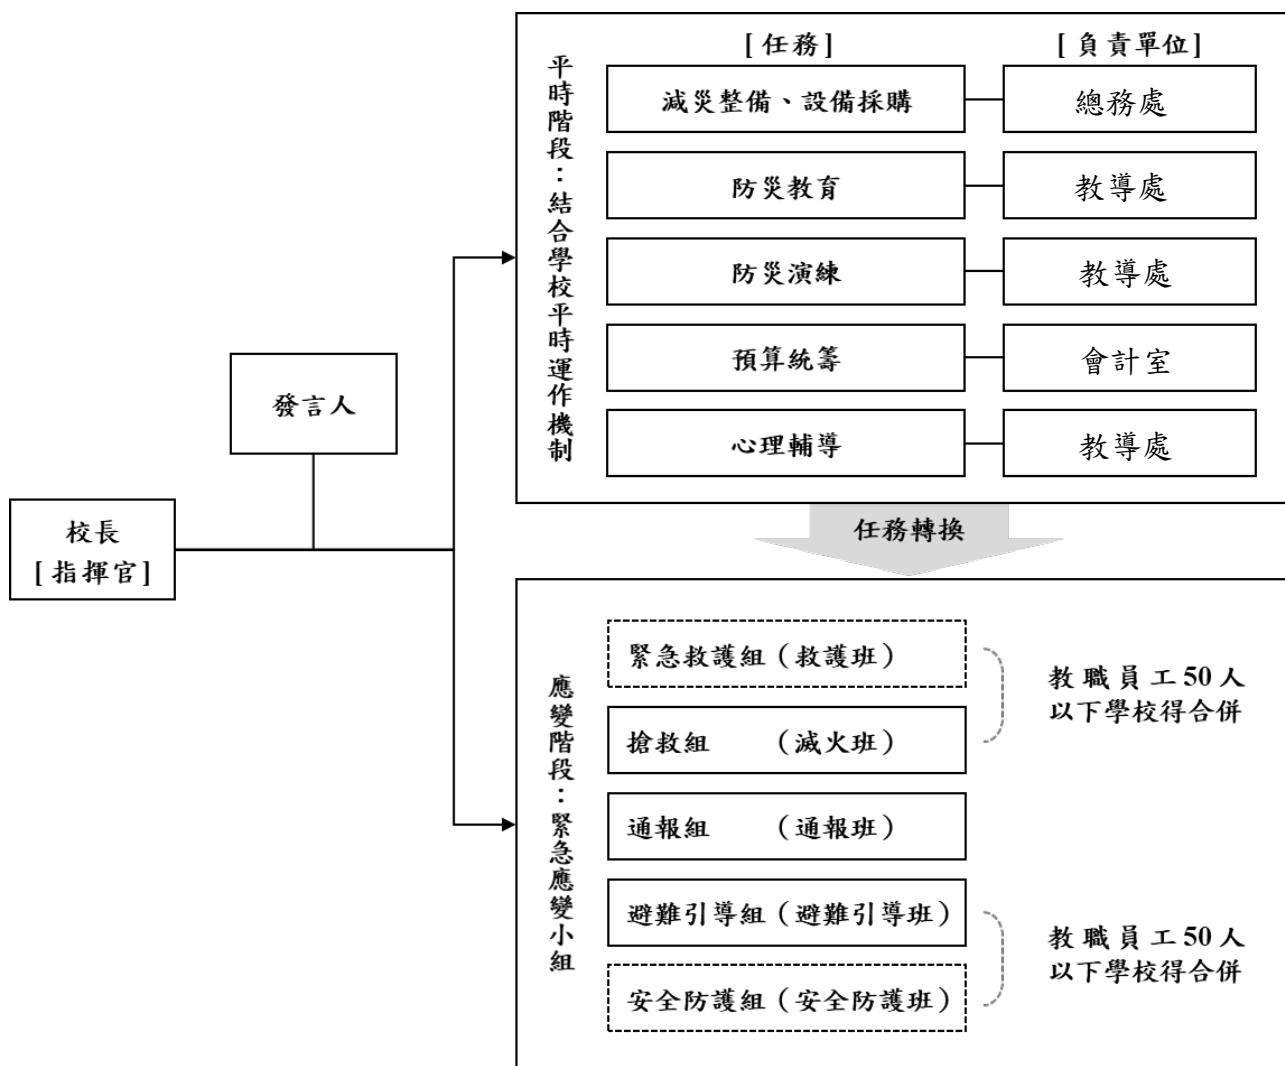 校長
[指揮官]
發言人
平時階段：結合學校平時運作機制
[任務]
[負責單位]
減災整備、設備採購
總務處
防災教育
教導處
防災演練
教導處
預算統籌
會計室
心理輔導
教導處
任務轉換
應變階段：緊急應變小組
緊急救護組（救護班）
搶救組　　（滅火班）
教職員工50人
以下學校得合併
通報組　　（通報班）
避難引導組（避難引導班）
安全防護組（安全防護班）
教職員工50人
以下學校得合併